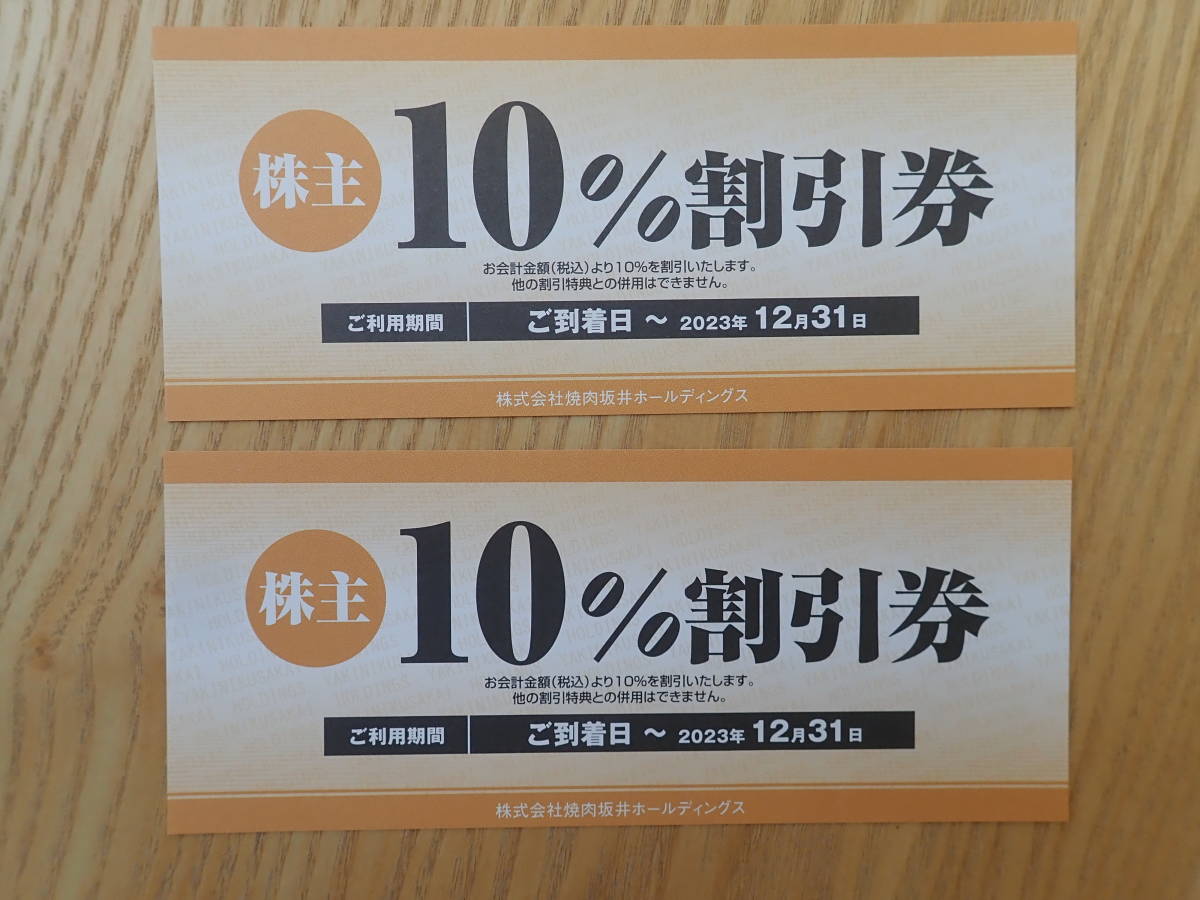 株主 10%割引券
お会計金額(税込)より10%を割引いたします。
他の割引特典との併用はできません。
ご利用期間 ご到着日 ～ 2023年 12月31日
株式会社焼肉坂井ホールディングス
株主 10%割引券
お会計金額(税込)より10%を割引いたします。
他の割引特典との併用はできません。
ご利用期間 ご到着日 ～ 2023年 12月31日
株式会社焼肉坂井ホールディングス